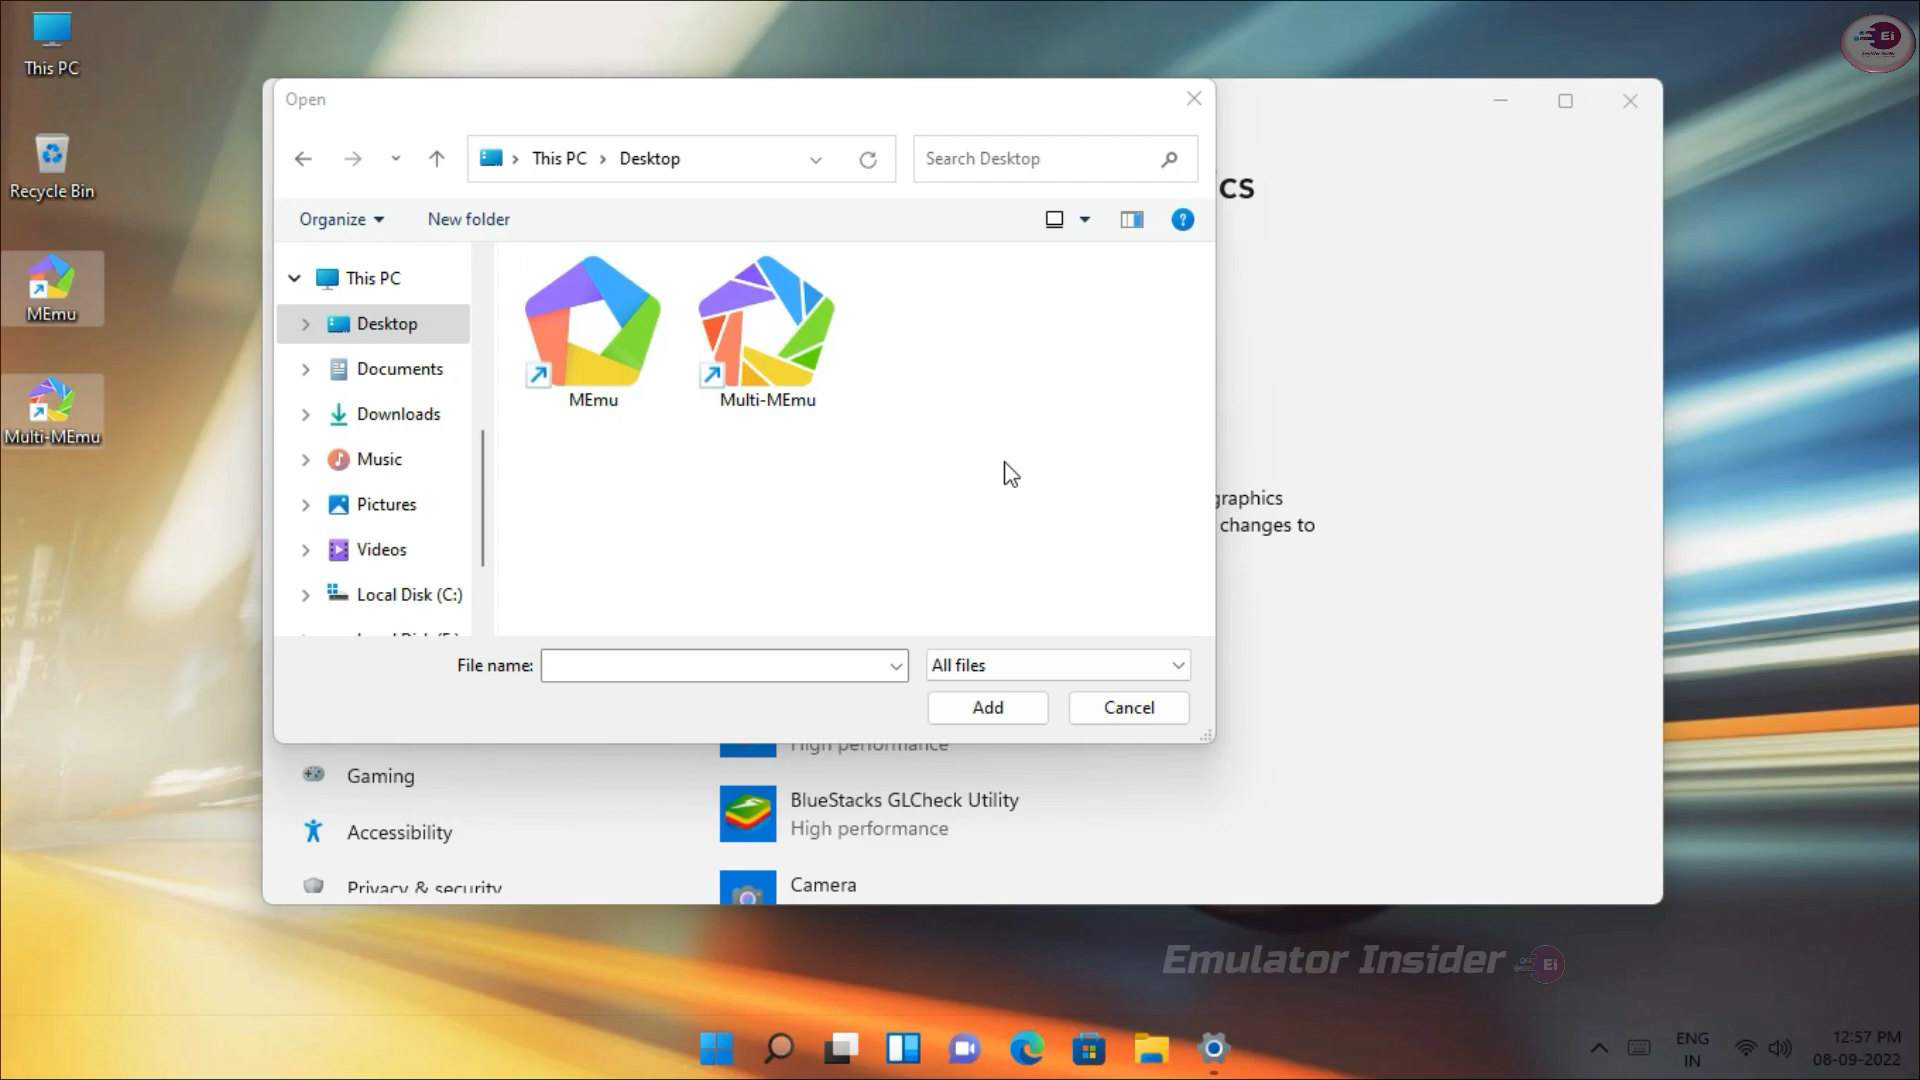 This PC
Recycle Bin
MEmu
Multi-MEmu
Ei
Open
This PC
Desktop
Search Desktop
Organize
New folder
This PC
Desktop
Documents
Downloads
Music
Pictures
Videos
Local Disk (C:)
MEmu
Multi-MEmu
File name:
All files
Add
Cancel
cs
graphics
changes to
Gaming
Accessibility
Privacy & security
High performance
BlueStacks GLCheck Utility
High performance
Camera
Emulator Insider
Ei
ENG
IN
12:57 PM
08-09-2022